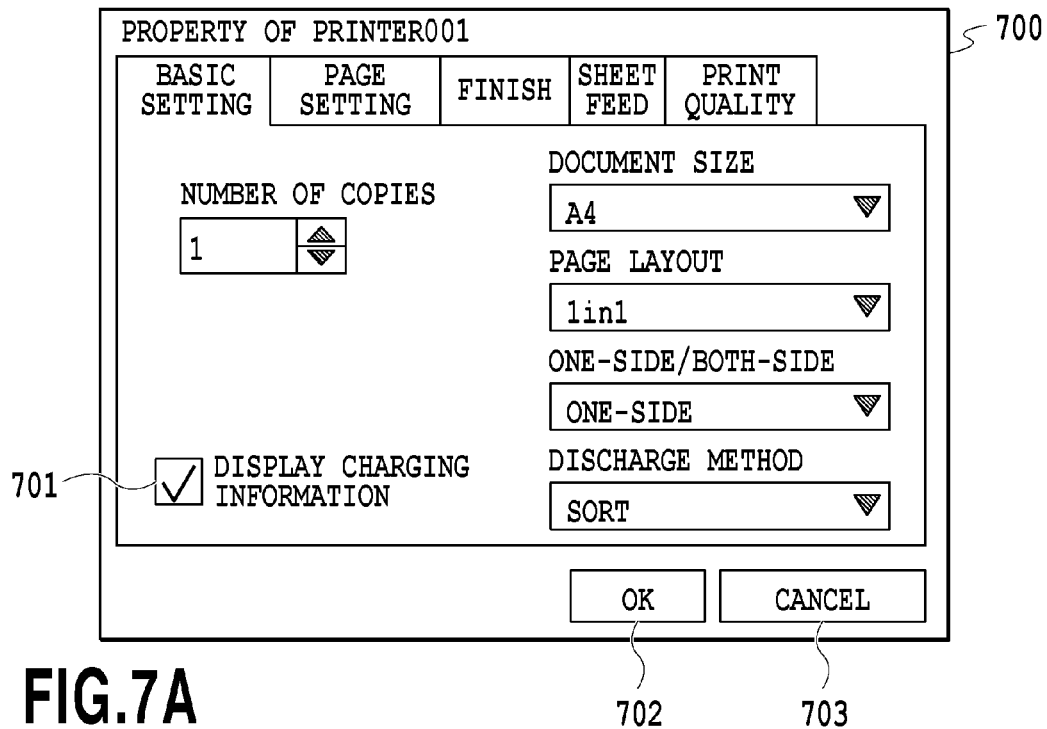 PROPERTY OF PRINTER001
700
BASIC
SETTING
PAGE
SETTING
FINISH
SHEET
FEED
PRINT
QUALITY
NUMBER OF COPIES
1
DOCUMENT SIZE
A4
PAGE LAYOUT
1in1
ONE-SIDE/BOTH-SIDE
ONE-SIDE
701
DISPLAY CHARGING
INFORMATION
DISCHARGE METHOD
SORT
OK
CANCEL
702
703
FIG.7A